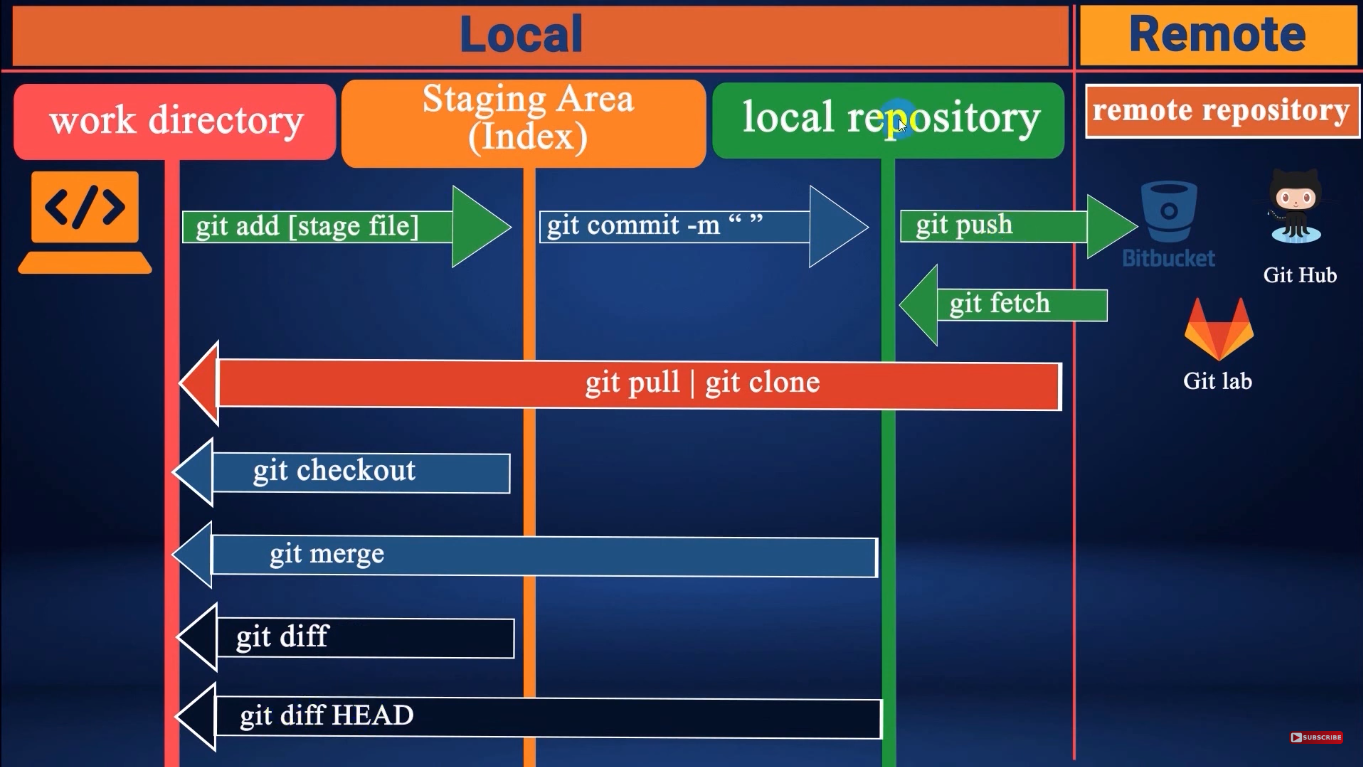 Local
Remote
work directory
Staging Area
(Index)
local repository
remote repository
</>
git add [stage file]
git commit -m “ ”
git push
Bitbucket
Git Hub
git fetch
Git lab
git pull | git clone
git checkout
git merge
git diff
git diff HEAD
SUBSCRIBE